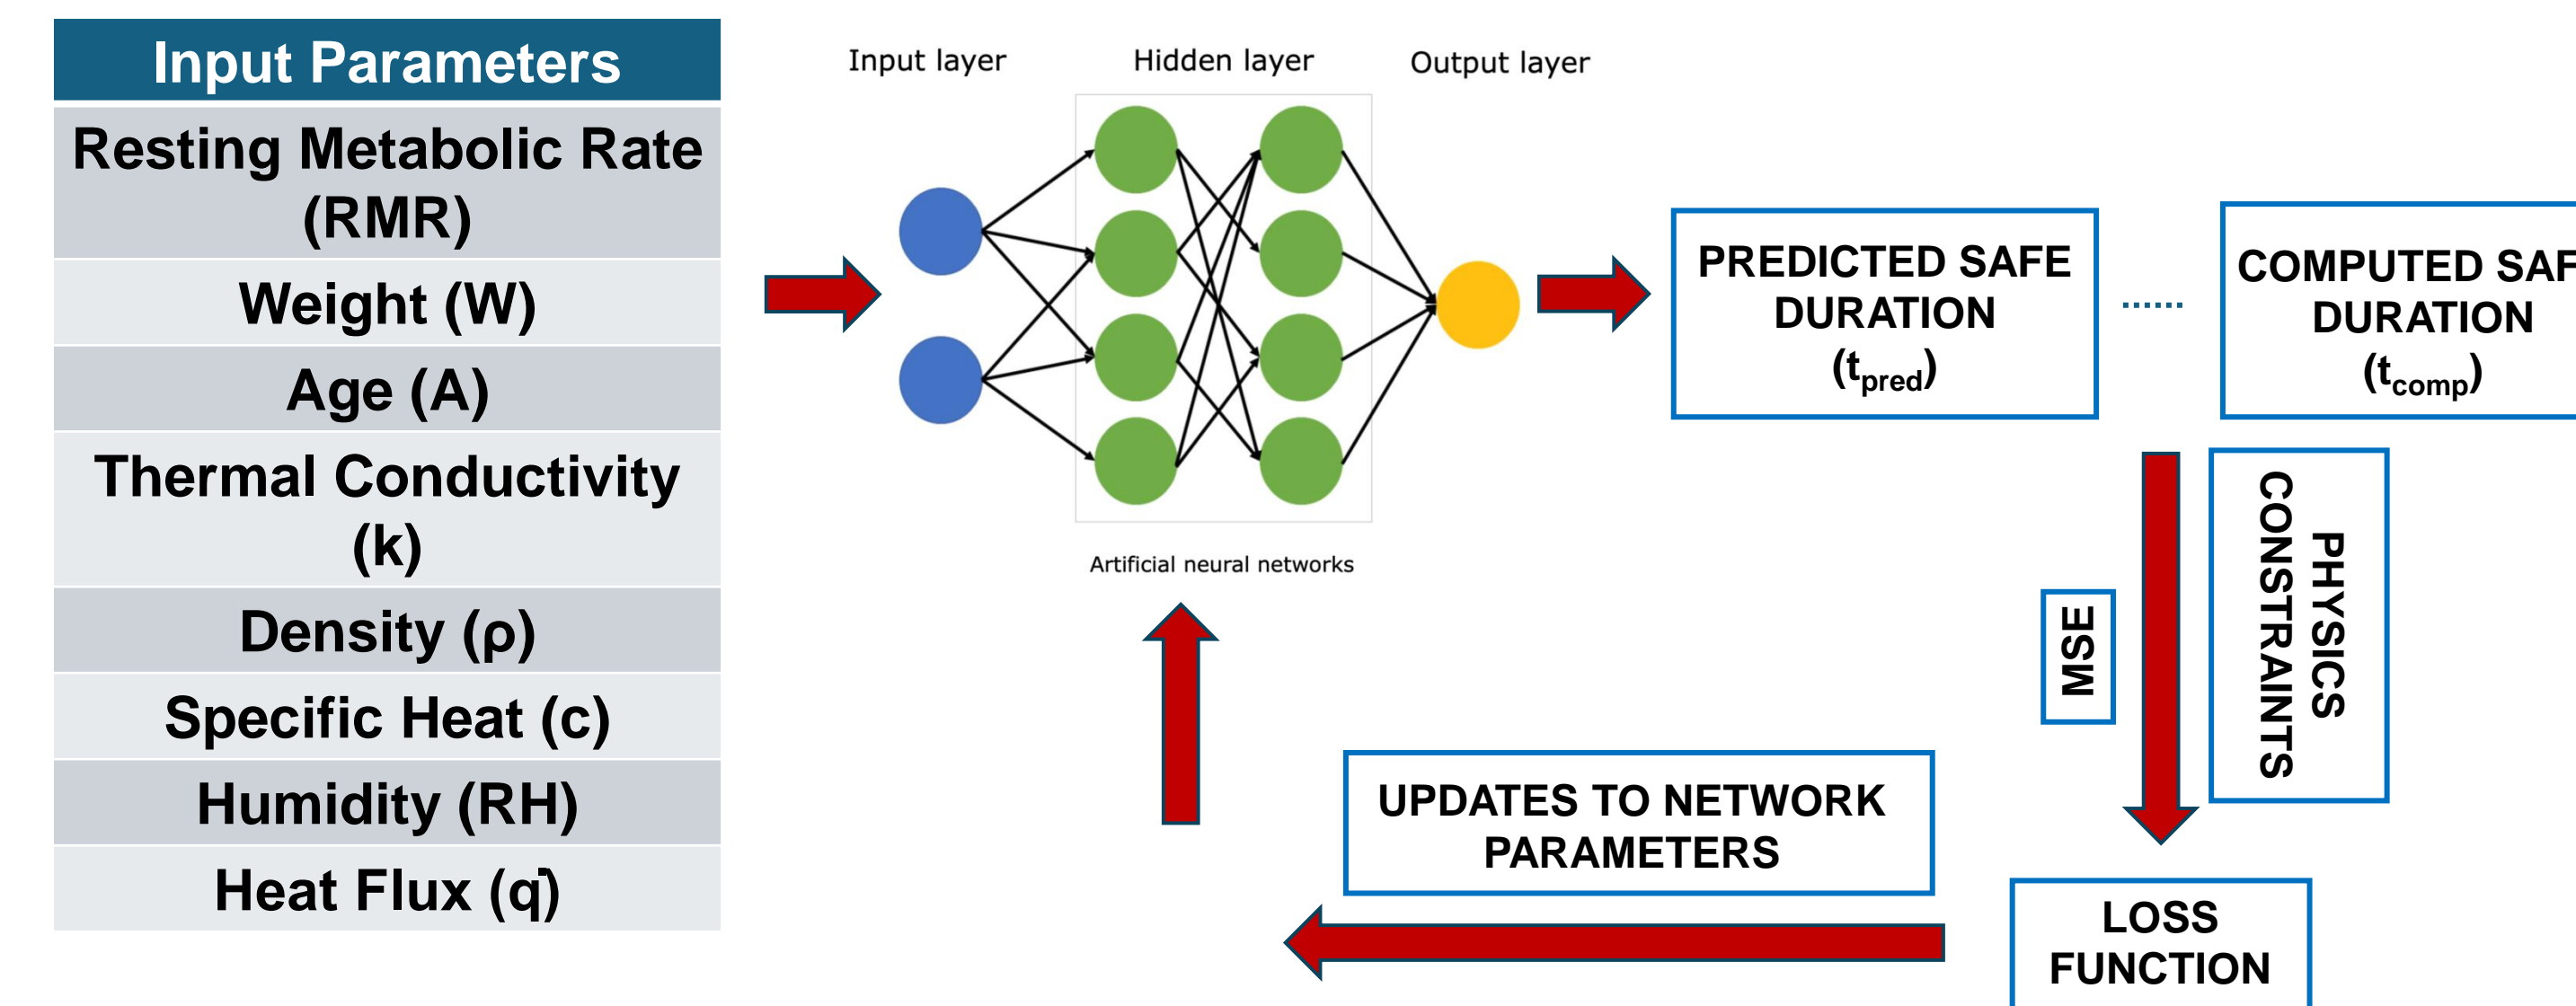 Input Parameters
Resting Metabolic Rate
(RMR)
Weight (W)
Age (A)
Thermal Conductivity
(k)
Density (ρ)
Specific Heat (c)
Humidity (RH)
Heat Flux (q̄)
Input layer
Hidden layer
Output layer
Artificial neural networks
PREDICTED SAFE
DURATION
(tpred)
......
COMPUTED SAF
DURATION
(tcomp)
MSE
PHYSICS
CONSTRAINTS
LOSS
FUNCTION
UPDATES TO NETWORK
PARAMETERS